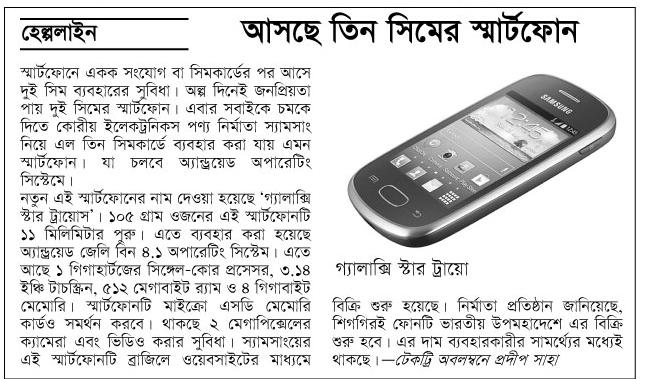 হেল্পলাইন
আসছে তিন সিমের স্মার্টফোন
স্মার্টফোনে একক সংযোগ বা সিমকার্ডের পর আসে
দুই সিম ব্যবহারের সুবিধা। অল্প দিনেই জনপ্রিয়তা
পায় দুই সিমের স্মার্টফোন। এবার সবাইকে চমকে
দিতে কোরীয় ইলেকট্রনিকস পণ্য নির্মাতা স্যামসাং
নিয়ে এল তিন সিমকার্ডে ব্যবহার করা যায় এমন
স্মার্টফোন। যা চলবে অ্যান্ড্রয়েড অপারেটিং
সিস্টেমে।
নতুন এই স্মার্টফোনের নাম দেওয়া হয়েছে ‘গ্যালাক্সি
স্টার ট্রায়োস’। ১০৫ গ্রাম ওজনের এই স্মার্টফোনটি
১১ মিলিমিটার পুরু। এতে ব্যবহার করা হয়েছে
অ্যান্ড্রয়েড জেলি বিন ৪.১ অপারেটিং সিস্টেম। এতে
আছে ১ গিগাহার্টজের সিঙ্গেল-কোর প্রসেসর, ৩.১৪
ইঞ্চি টাচস্ক্রিন, ৫১২ মেগাবাইট র‍্যাম ও ৪ গিগাবাইট
মেমোরি। স্মার্টফোনটি মাইক্রো এসডি মেমোরি
কার্ডও সমর্থন করবে। থাকছে ২ মেগাপিক্সেলের
ক্যামেরা এবং ভিডিও করার সুবিধা। স্যামসাংয়ের
এই স্মার্টফোনটি ব্রাজিলে ওয়েবসাইটের মাধ্যমে
SAMSUNG
12:45
গ্যালাক্সি স্টার ট্রায়ো
বিক্রি শুরু হয়েছে। নির্মাতা প্রতিষ্ঠান জানিয়েছে,
শিগগিরই ফোনটি ভারতীয় উপমহাদেশে এর বিক্রি
শুরু হবে। এর দাম ব্যবহারকারীর সামর্থ্যের মধ্যেই
থাকছে।—টেকট্রি অবলম্বনে প্রদীপ সাহা